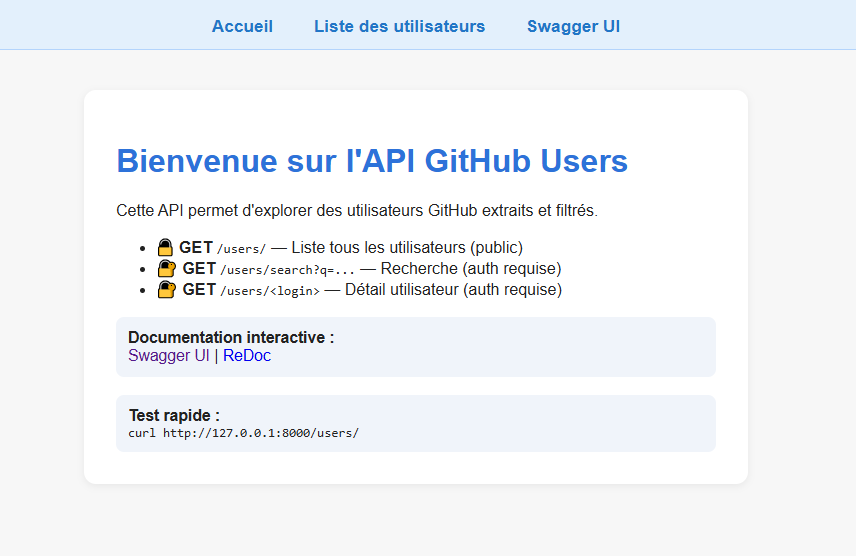 Accueil Liste des utilisateurs Swagger UI
Bienvenue sur l'API GitHub Users
Cette API permet d'explorer des utilisateurs GitHub extraits et filtrés.
• 🔒 GET /users/ — Liste tous les utilisateurs (public)
• 🔐 GET /users/search?q=... — Recherche (auth requise)
• 🔐 GET /users/<login> — Détail utilisateur (auth requise)
Documentation interactive :
Swagger UI | ReDoc
Test rapide :
curl http://127.0.0.1:8000/users/